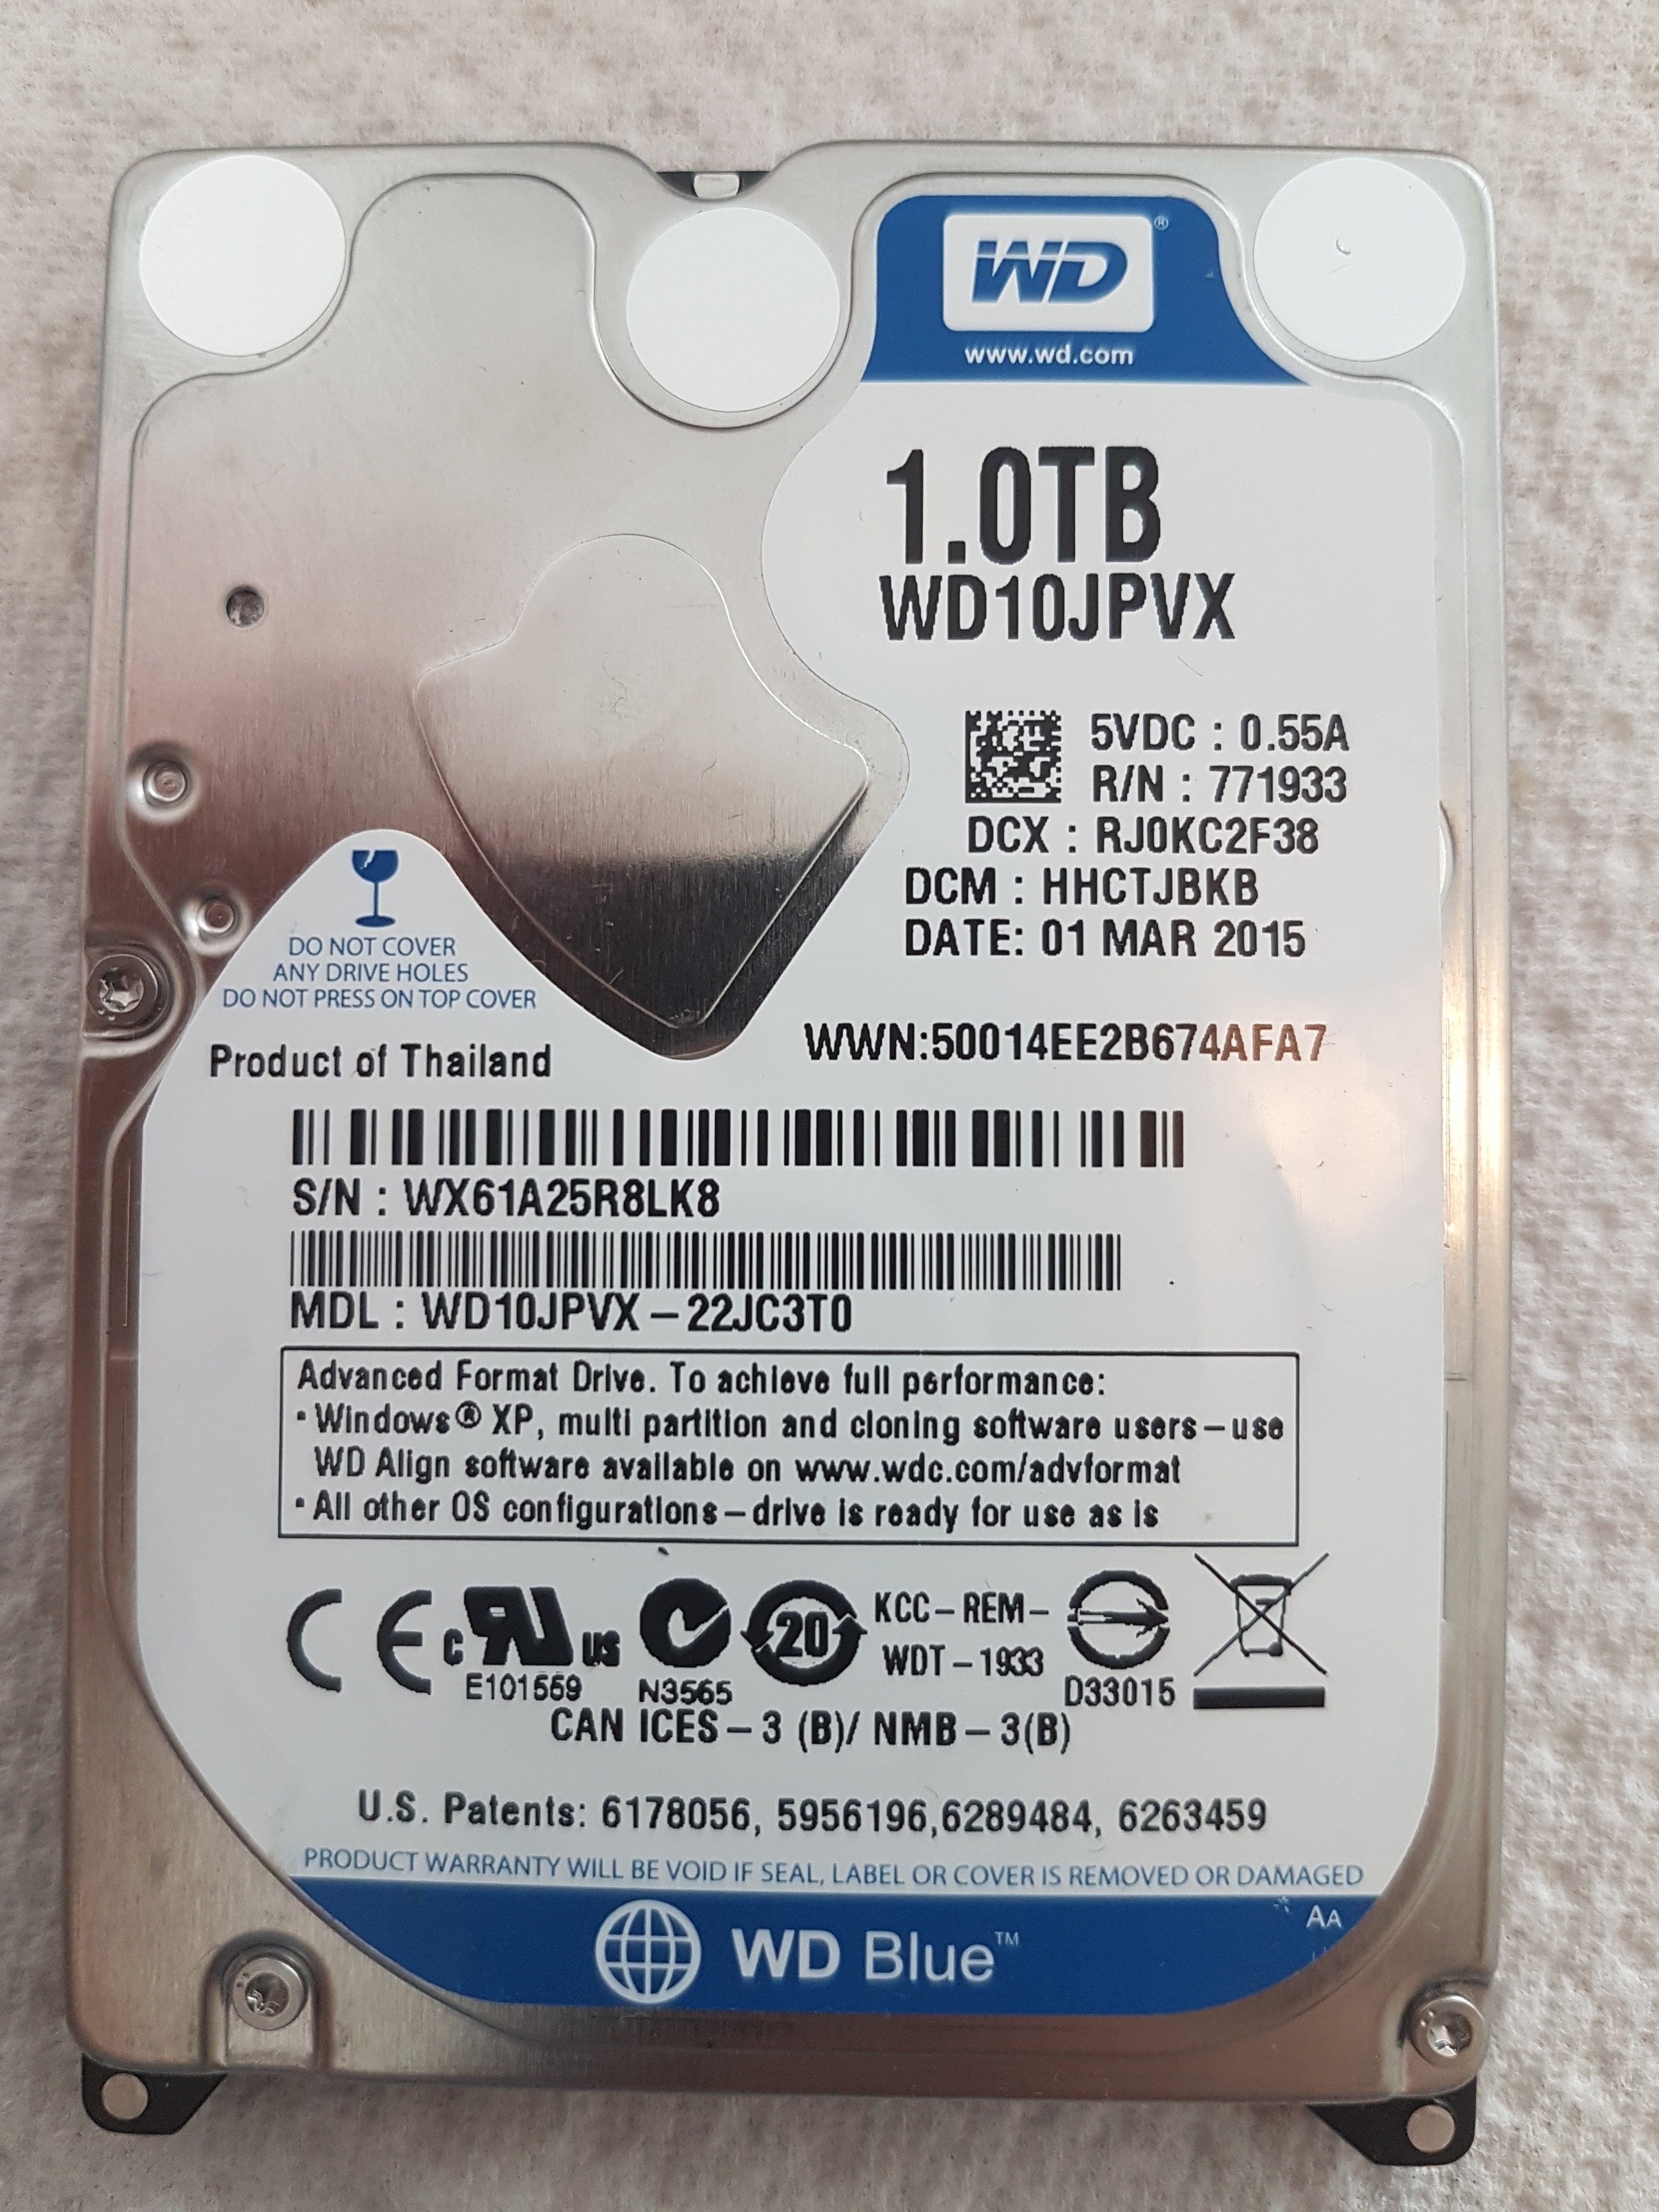 WD®
www.wd.com
1.0TB
WD10JPVX
5VDC : 0.55A
R/N : 771933
DCX : RJ0KC2F38
DCM : HHCTJBKB
DATE: 01 MAR 2015
DO NOT COVER
ANY DRIVE HOLES
DO NOT PRESS ON TOP COVER
Product of Thailand
WWN:50014EE2B674AFA7
S/N : WX61A25R8LK8
MDL : WD10JPVX – 22JC3T0
Advanced Format Drive. To achieve full performance:
· Windows® XP, multi partition and cloning software users – use
WD Align software available on www.wdc.com/advformat
· All other OS configurations – drive is ready for use as is
CE c RU us
E101559
N3565
20
KCC – REM –
WDT – 1933
D33015
CAN ICES – 3 (B)/ NMB – 3(B)
U.S. Patents: 6178056, 5956196,6289484, 6263459
PRODUCT WARRANTY WILL BE VOID IF SEAL, LABEL OR COVER IS REMOVED OR DAMAGED
AA
WD Blue™